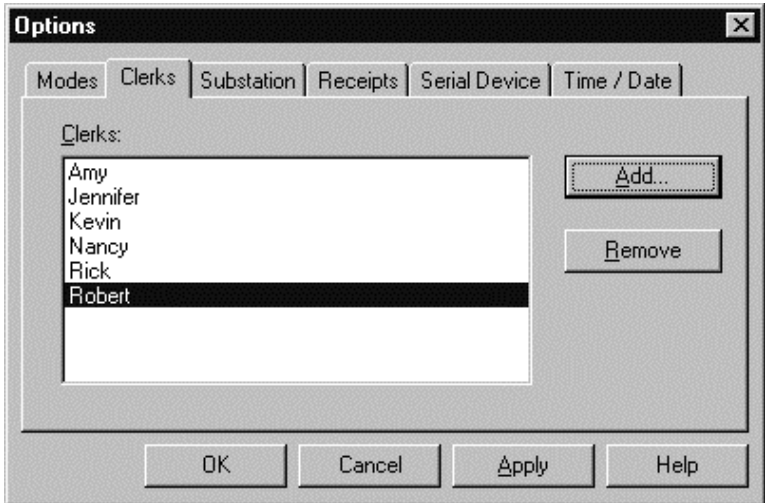 Options
Modes Clerks Substation Receipts Serial Device Time / Date
Clerks:
Amy
Jennifer
Kevin
Nancy
Rick
Robert
Add...
Remove
OK Cancel Apply Help